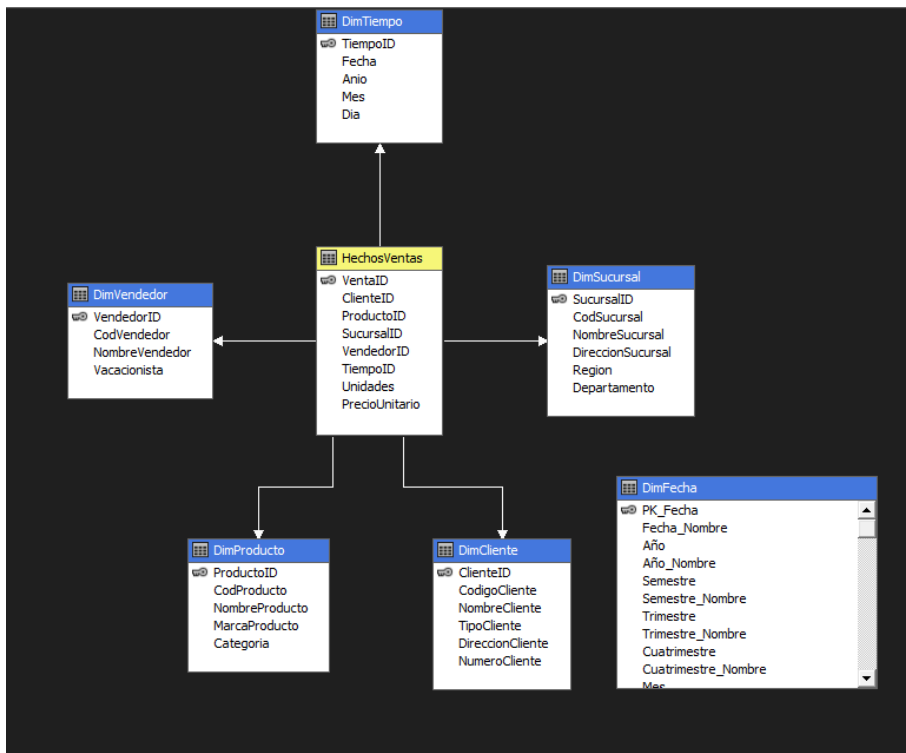 DimTiempo
TiempoID
Fecha
Anio
Mes
Dia
HechosVentas
VentaID
ClienteID
ProductoID
SucursalID
VendedorID
TiempoID
Unidades
PrecioUnitario
DimVendedor
VendedorID
CodVendedor
NombreVendedor
Vacacionista
DimSucursal
SucursalID
CodSucursal
NombreSucursal
DireccionSucursal
Region
Departamento
DimProducto
ProductoID
CodProducto
NombreProducto
MarcaProducto
Categoria
DimCliente
ClienteID
CodigoCliente
NombreCliente
TipoCliente
DireccionCliente
NumeroCliente
DimFecha
PK_Fecha
Fecha_Nombre
Año
Año_Nombre
Semestre
Semestre_Nombre
Trimestre
Trimestre_Nombre
Cuatrimestre
Cuatrimestre_Nombre
Mes